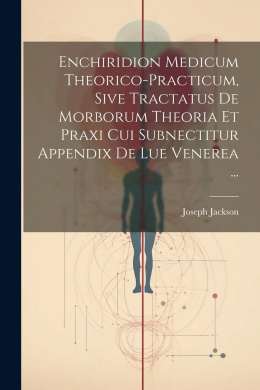 Enchiridion Medicum
Theorico-Practicum,
Sive Tractatus De
Morborum Theoria Et
Praxi Cui Subnectitur
Appendix De Lue Venerea
...
Joseph Jackson